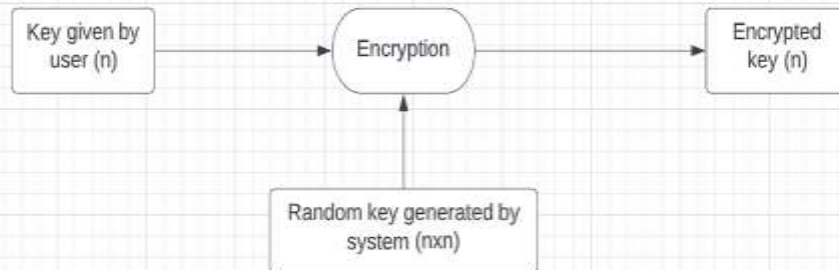 Key given by
user (n)
Encryption
Encrypted
key (n)
Random key generated by
system (nxn)